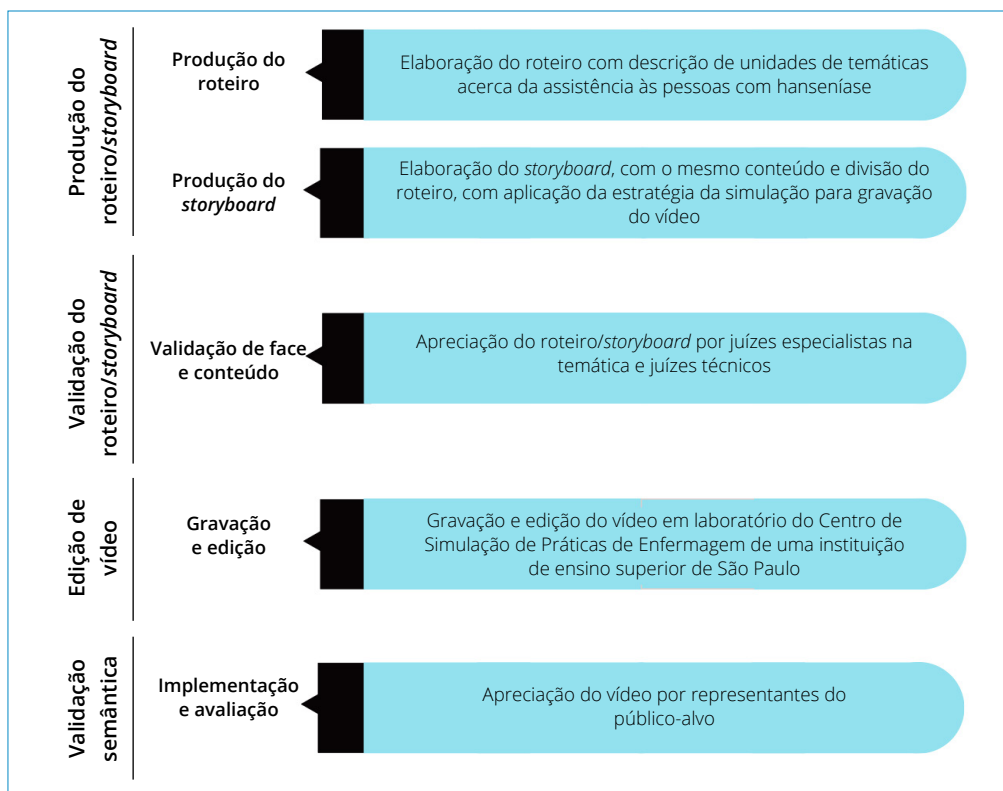 Produção do
roteiro/storyboard
Produção do
roteiro
Elaboração do roteiro com descrição de unidades de temáticas
acerca da assistência às pessoas com hanseníase
Produção do
storyboard
Elaboração do storyboard, com o mesmo conteúdo e divisão do
roteiro, com aplicação da estratégia da simulação para gravação
do vídeo
Validação do
roteiro/storyboard
Validação de face
e conteúdo
Apreciação do roteiro/storyboard por juízes especialistas na
temática e juízes técnicos
Edição de
vídeo
Gravação
e edição
Gravação e edição do vídeo em laboratório do Centro de
Simulação de Práticas de Enfermagem de uma instituição
de ensino superior de São Paulo
Validação
semântica
Implementação
e avaliação
Apreciação do vídeo por representantes do
público-alvo